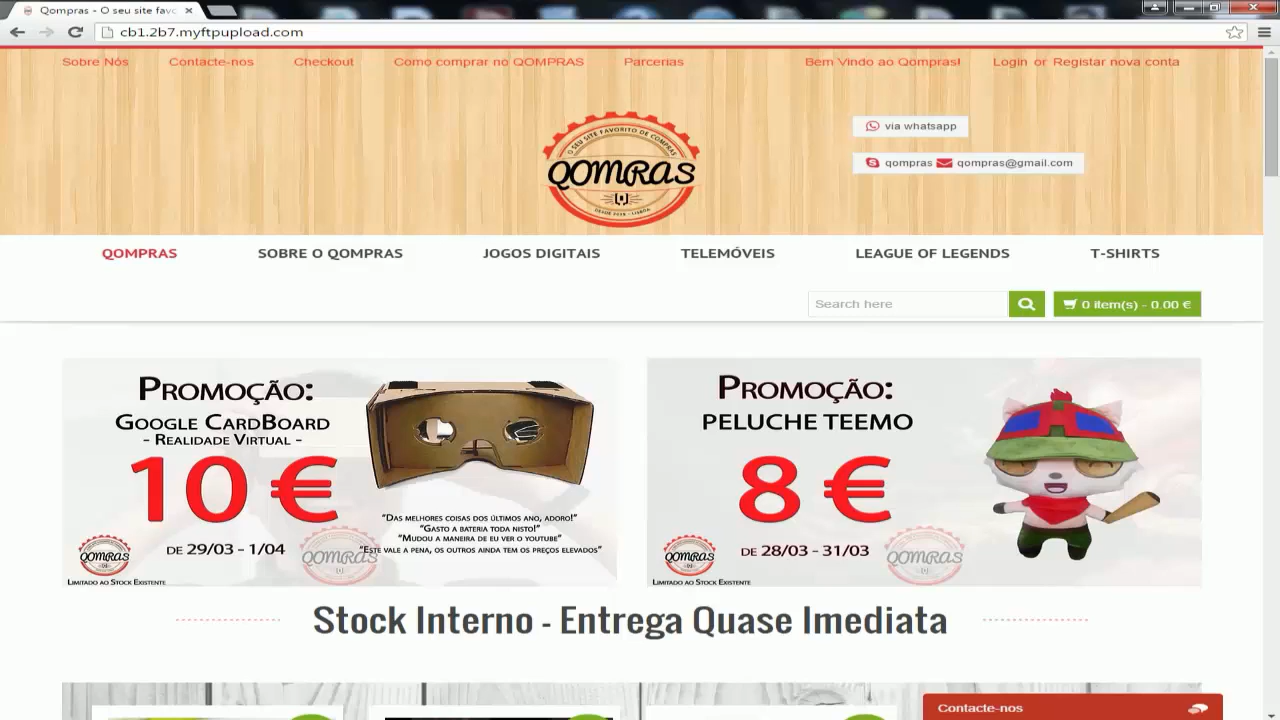 Qompras - O seu site favo
cb1.2b7.myftpupload.com
Sobre Nós Contacte-nos Checkout Como comprar no QOMPRAS Parcerias Bem Vindo ao Qompras! Login or Registar nova conta
O SEU SITE FAVORITO DE COMPRAS
QOMPRAS
via whatsapp
qompras qompras@gmail.com
QOMPRAS SOBRE O QOMPRAS JOGOS DIGITAIS TELEMÓVEIS LEAGUE OF LEGENDS T-SHIRTS
Search here
0 item(s) - 0.00 €
Promoção:
Google CardBoard
- Realidade Virtual -
10 €
"Das melhores coisas dos últimos ano, adoro!"
"Gasto a bateria toda nisto!"
"Mudou a maneira de eu ver o youtube"
"Este vale a pena, os outros ainda tem os preços elevados"
de 29/03 - 1/04
QOMPRAS
QOMPRAS
Limitado ao Stock Existente
Promoção:
PELUCHE TEEMO
8 €
de 28/03 - 31/03
QOMPRAS
QOMPRAS
Limitado ao Stock Existente
Stock Interno - Entrega Quase Imediata
Contacte-nos